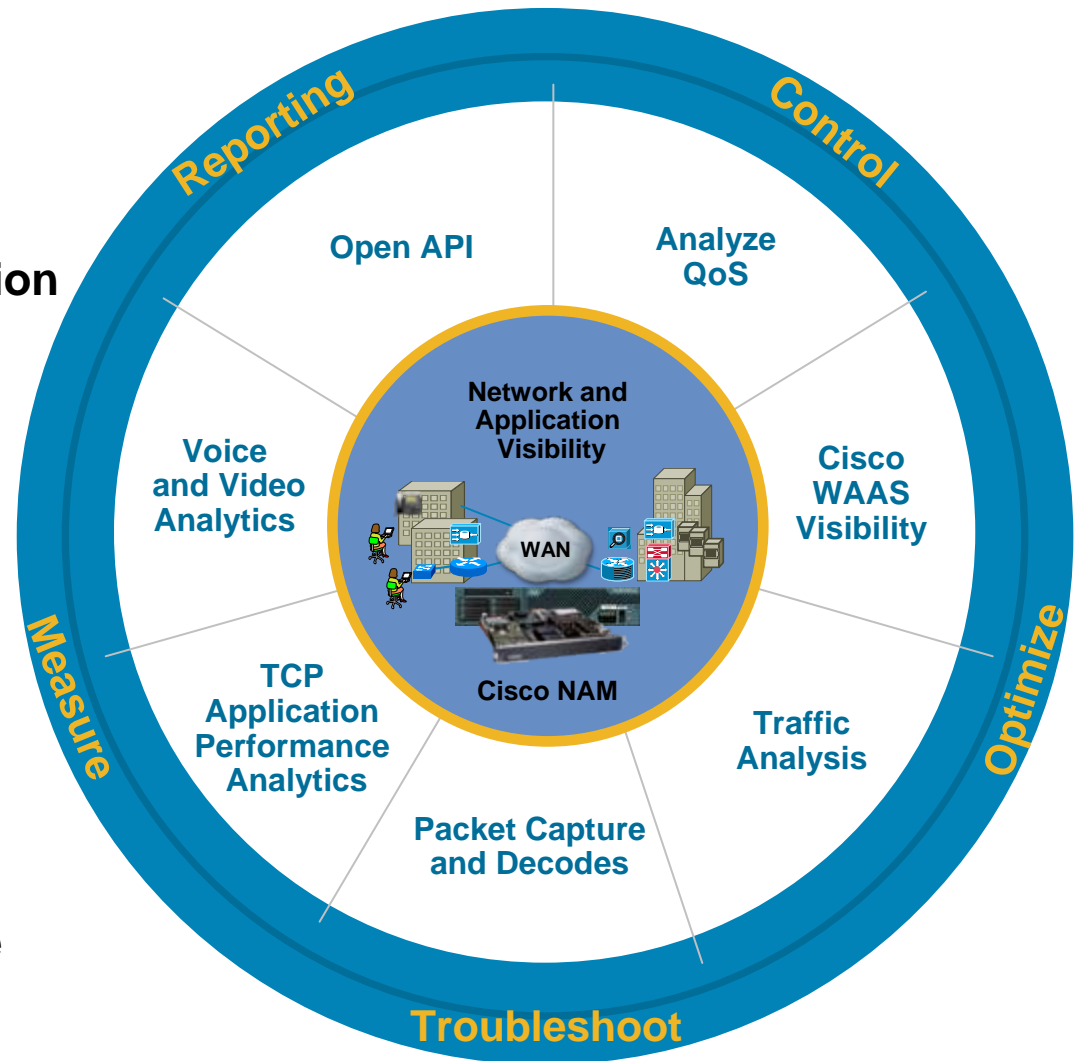 Reporting
Control
Open API
Analyze
QoS
Network and
Application
Visibility
Voice
and Video
Analytics
Cisco
WAAS
Visibility
WAN
Cisco NAM
Measure
Optimize
TCP
Application
Performance
Analytics
Traffic
Analysis
Packet Capture
and Decodes
Troubleshoot